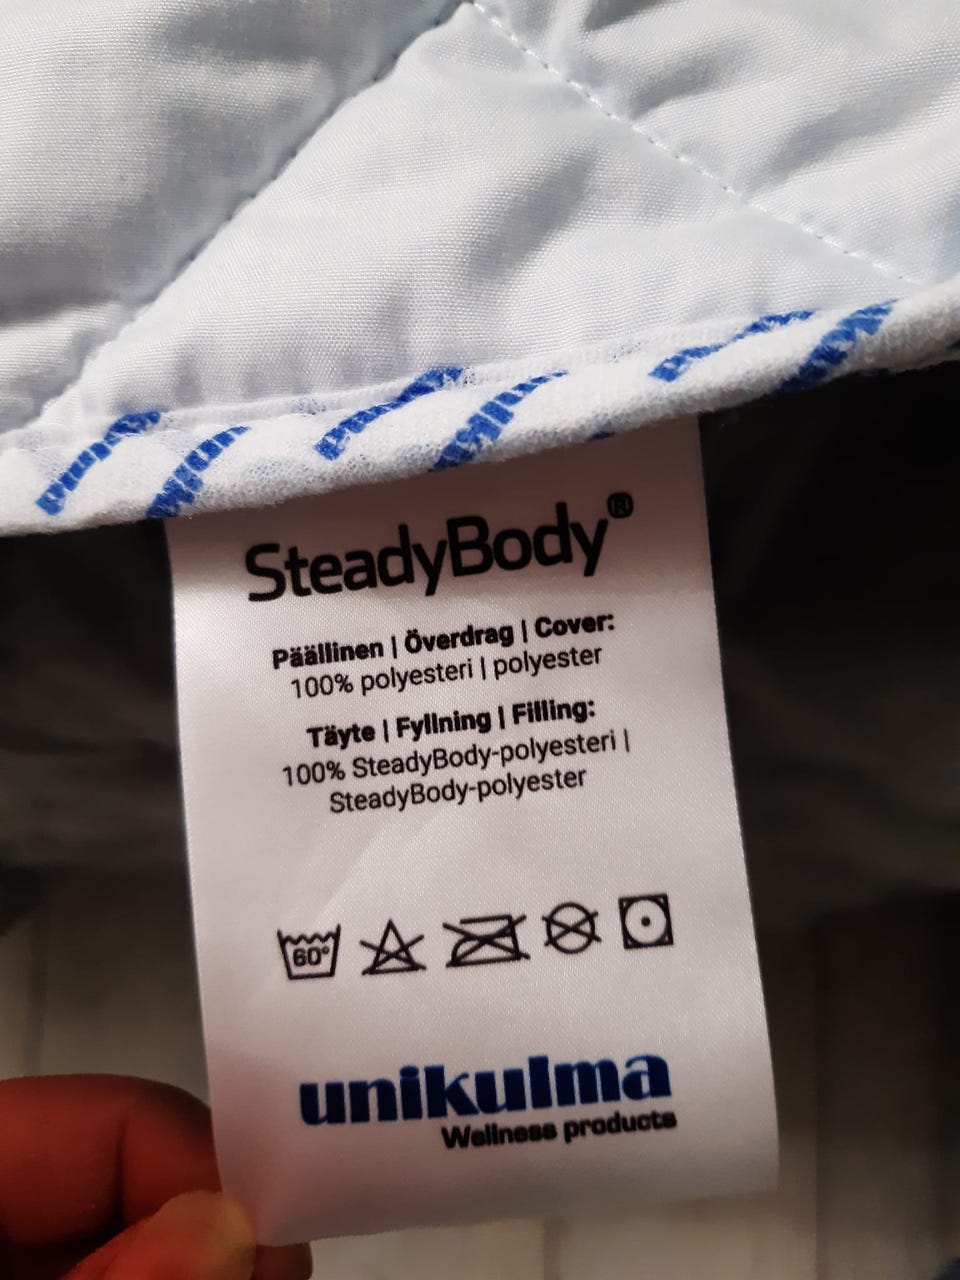 SteadyBody®
Päällinen | Överdrag | Cover:
100% polyesteri | polyester
Täyte | Fyllning | Filling:
100% SteadyBody-polyesteri |
SteadyBody-polyester
60°
unikulma
Wellness products